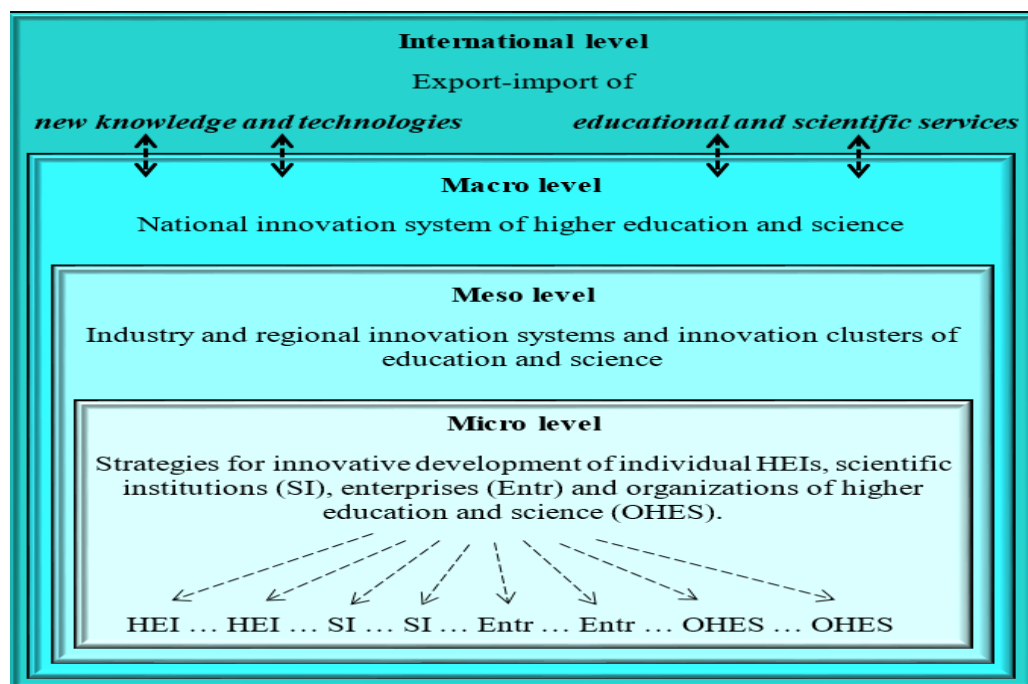 International level
Export-import of
new knowledge and technologies educational and scientific services
Macro level
National innovation system of higher education and science
Meso level
Industry and regional innovation systems and innovation clusters of
education and science
Micro level
Strategies for innovative development of individual HEIs, scientific
institutions (SI), enterprises (Entr) and organizations of higher
education and science (OHES).
HEI … HEI … SI … SI … Entr … Entr … OHES … OHES